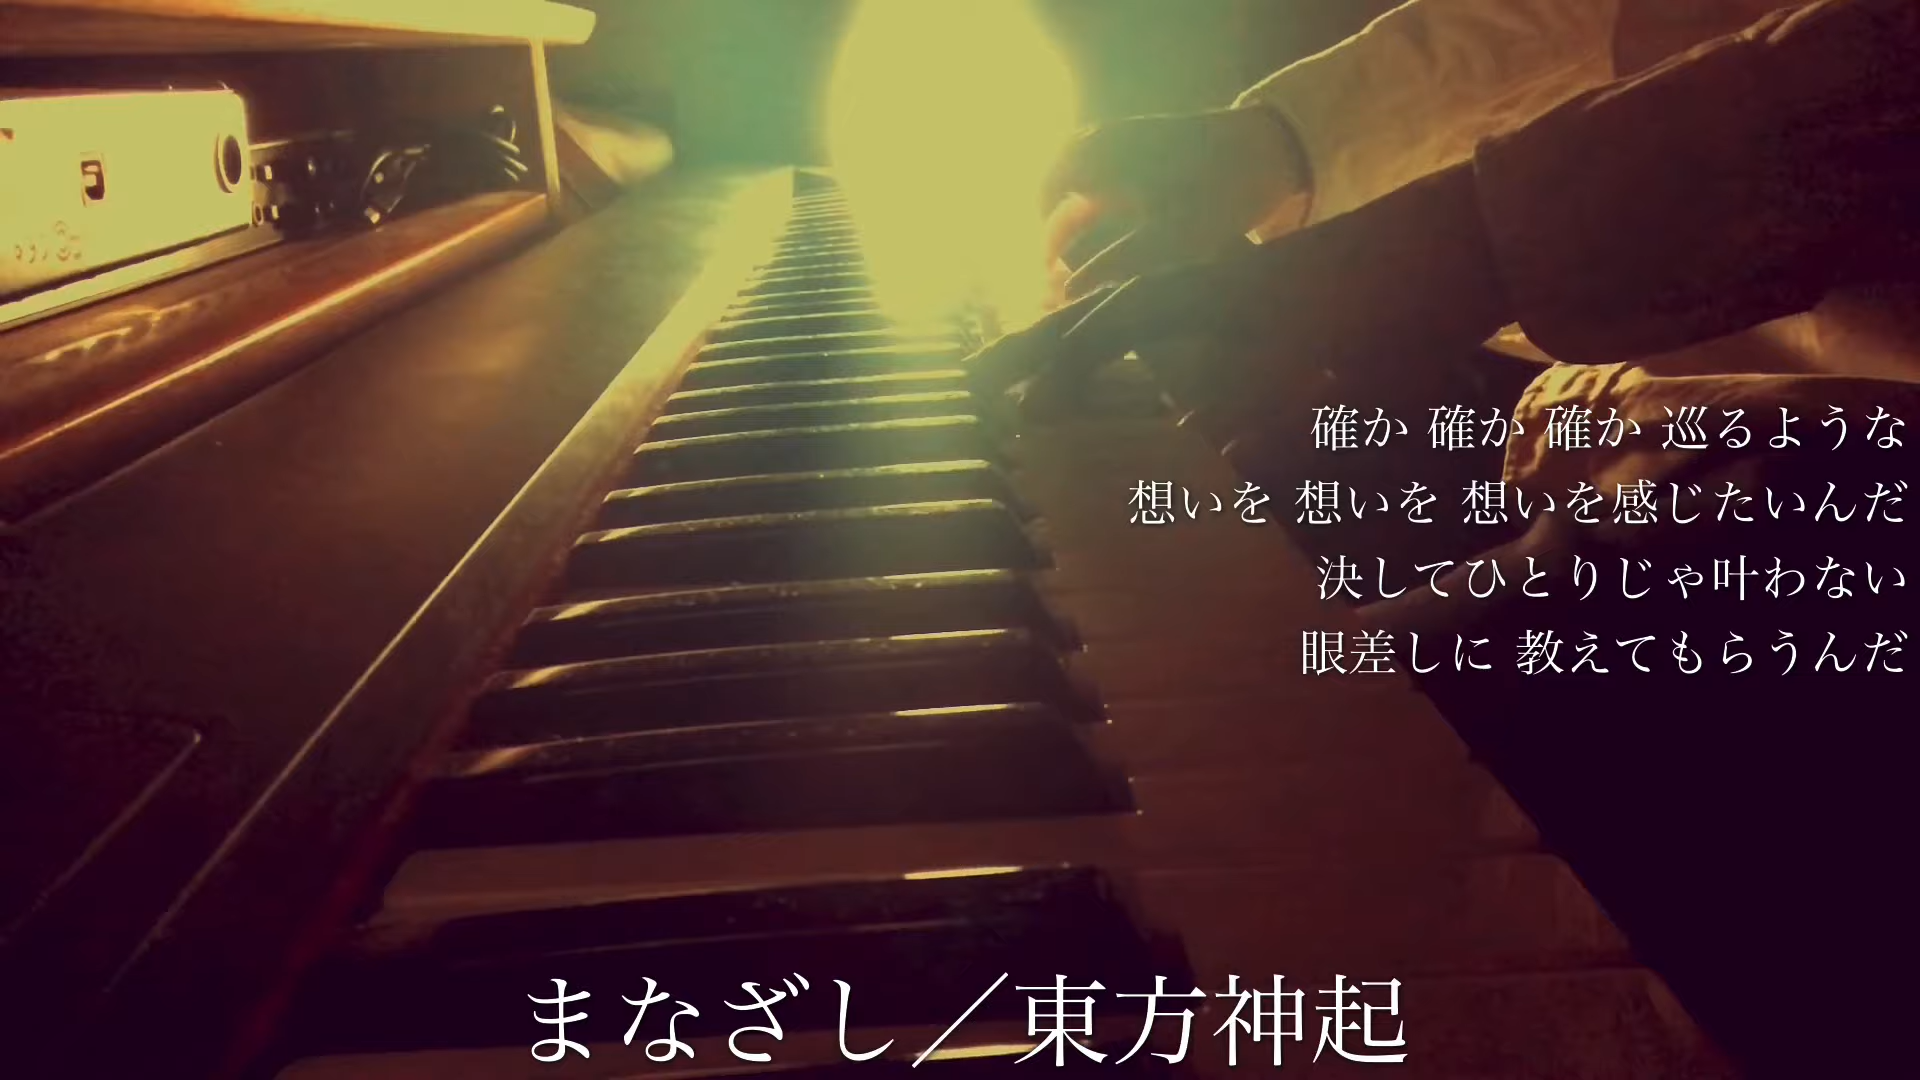 確か 確か 確か 巡るような
想いを 想いを 想いを感じたいんだ
決してひとりじゃ叶わない
眼差しに 教えてもらうんだ
まなざし／東方神起